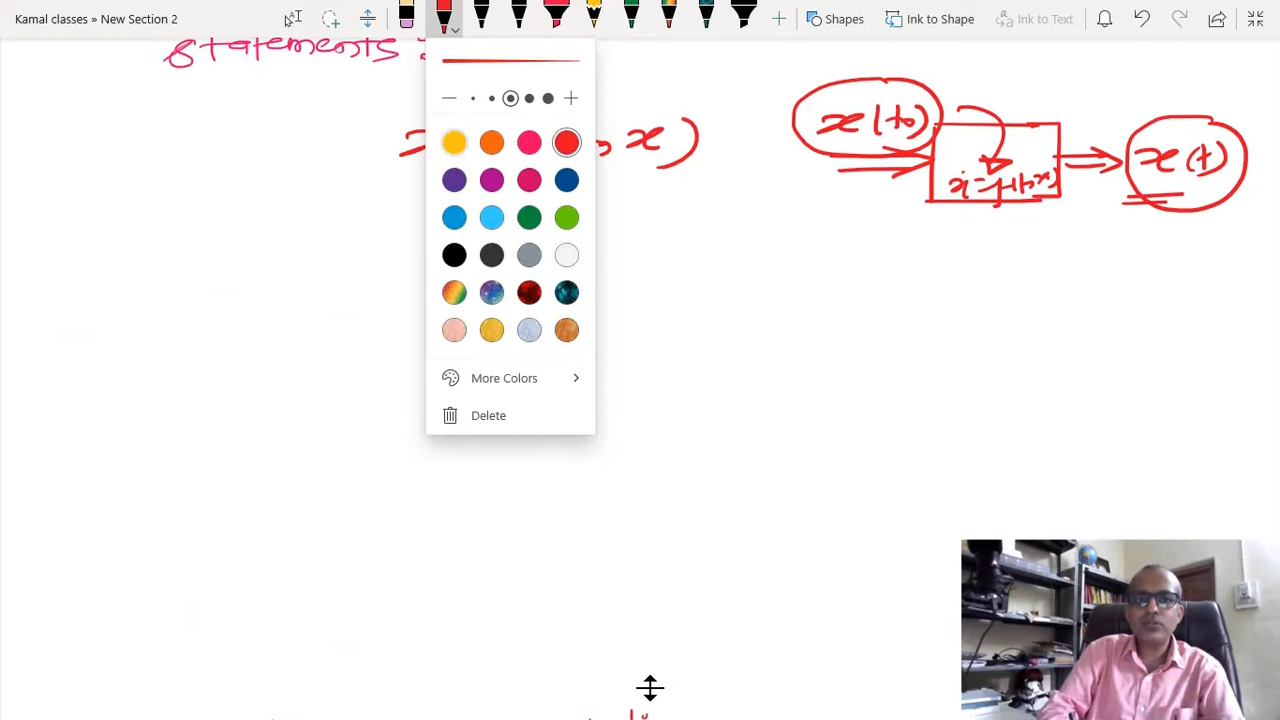 Kamal classes » New Section 2
Shapes
Ink to Shape
Ink to Text
statements :
x)
x(t₀)
ẋ=f(t,x)
x(t)
More Colors
Delete